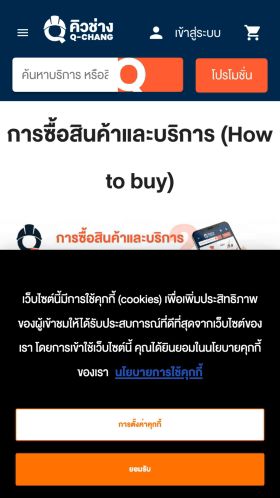 คิวช่าง
Q-CHANG
เข้าสู่ระบบ
ค้นหาบริการ หรือสิ
โปรโมชั่น
การซื้อสินค้าและบริการ (How
to buy)
การซื้อสินค้าและบริการ
เว็บไซต์นี้มีการใช้คุกกี้ (cookies) เพื่อเพิ่มประสิทธิภาพ
ของผู้เข้าชมให้ได้รับประสบการณ์ที่ดีที่สุดจากเว็บไซต์ของ
เรา โดยการเข้าใช้เว็บไซต์นี้ คุณได้ยินยอมในนโยบายคุกกี้
ของเรา นโยบายการใช้คุกกี้
การตั้งค่าคุกกี้
ยอมรับ